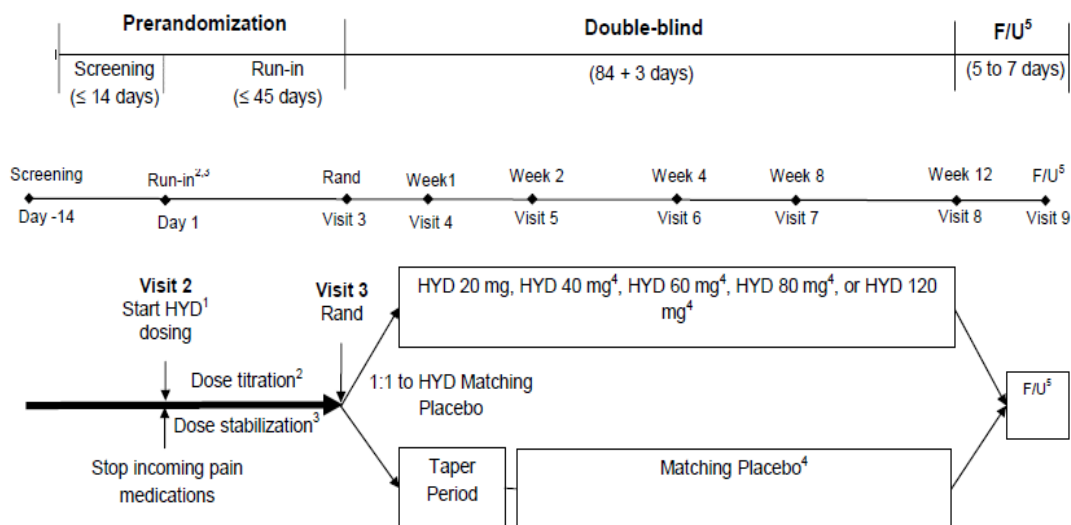 Prerandomization Double-blind F/U5
Screening Run-in (84 + 3 days) (5 to 7 days)
(≤ 14 days) (≤ 45 days)
Screening Run-in2,3 Rand Week1 Week 2 Week 4 Week 8 Week 12 F/U5
Day -14 Day 1 Visit 3 Visit 4 Visit 5 Visit 6 Visit 7 Visit 8 Visit 9
Visit 2
Start HYD1
dosing
Visit 3
Rand
HYD 20 mg, HYD 40 mg4, HYD 60 mg4, HYD 80 mg4, or HYD 120
mg4
Dose titration2
Dose stabilization3
1:1 to HYD Matching
Placebo
F/U5
Stop incoming pain
medications
Taper
Period
Matching Placebo4